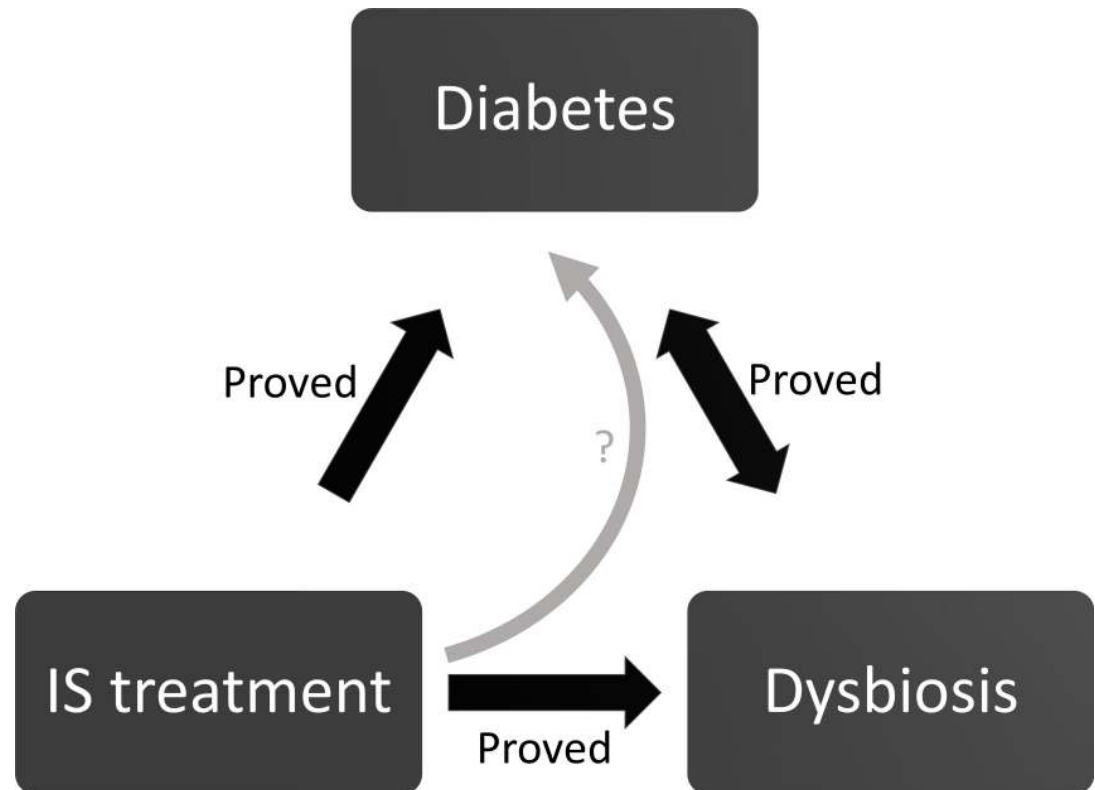 Diabetes
Proved
Proved
?
IS treatment
Dysbiosis
Proved